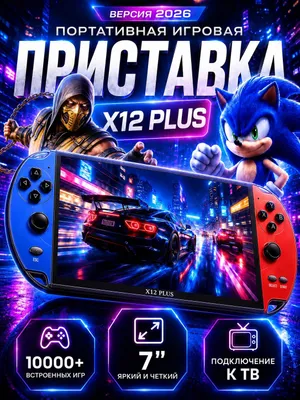 ВЕРСИЯ 2026
ПОРТАТИВНАЯ ИГРОВАЯ
ПРИСТАВКА
X12 PLUS
X12 PLUS
10000+
ВСТРОЕННЫХ ИГР
7”
ЯРКИЙ И ЧЕТКИЙ
ПОДКЛЮЧЕНИЕ
К ТВ